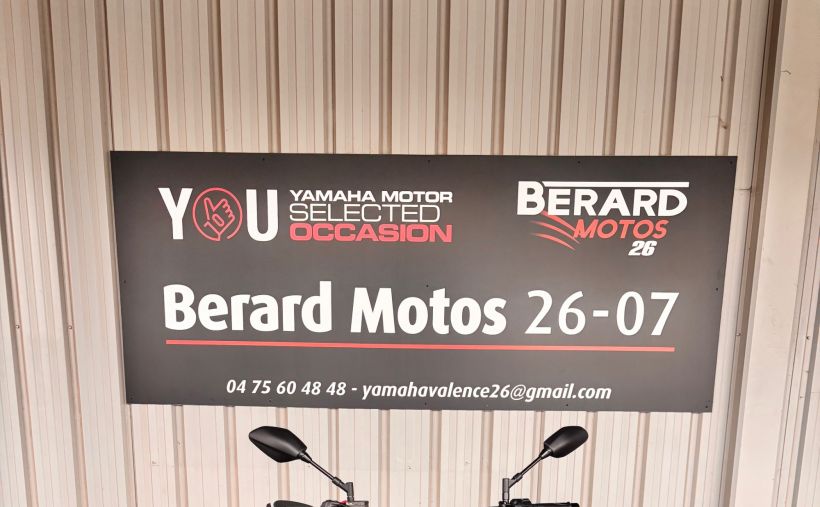 YOU
YAMAHA MOTOR
SELECTED
OCCASION
BERARD
MOTOS
26
Berard Motos 26-07
04 75 60 48 48 - yamahavalence26@gmail.com